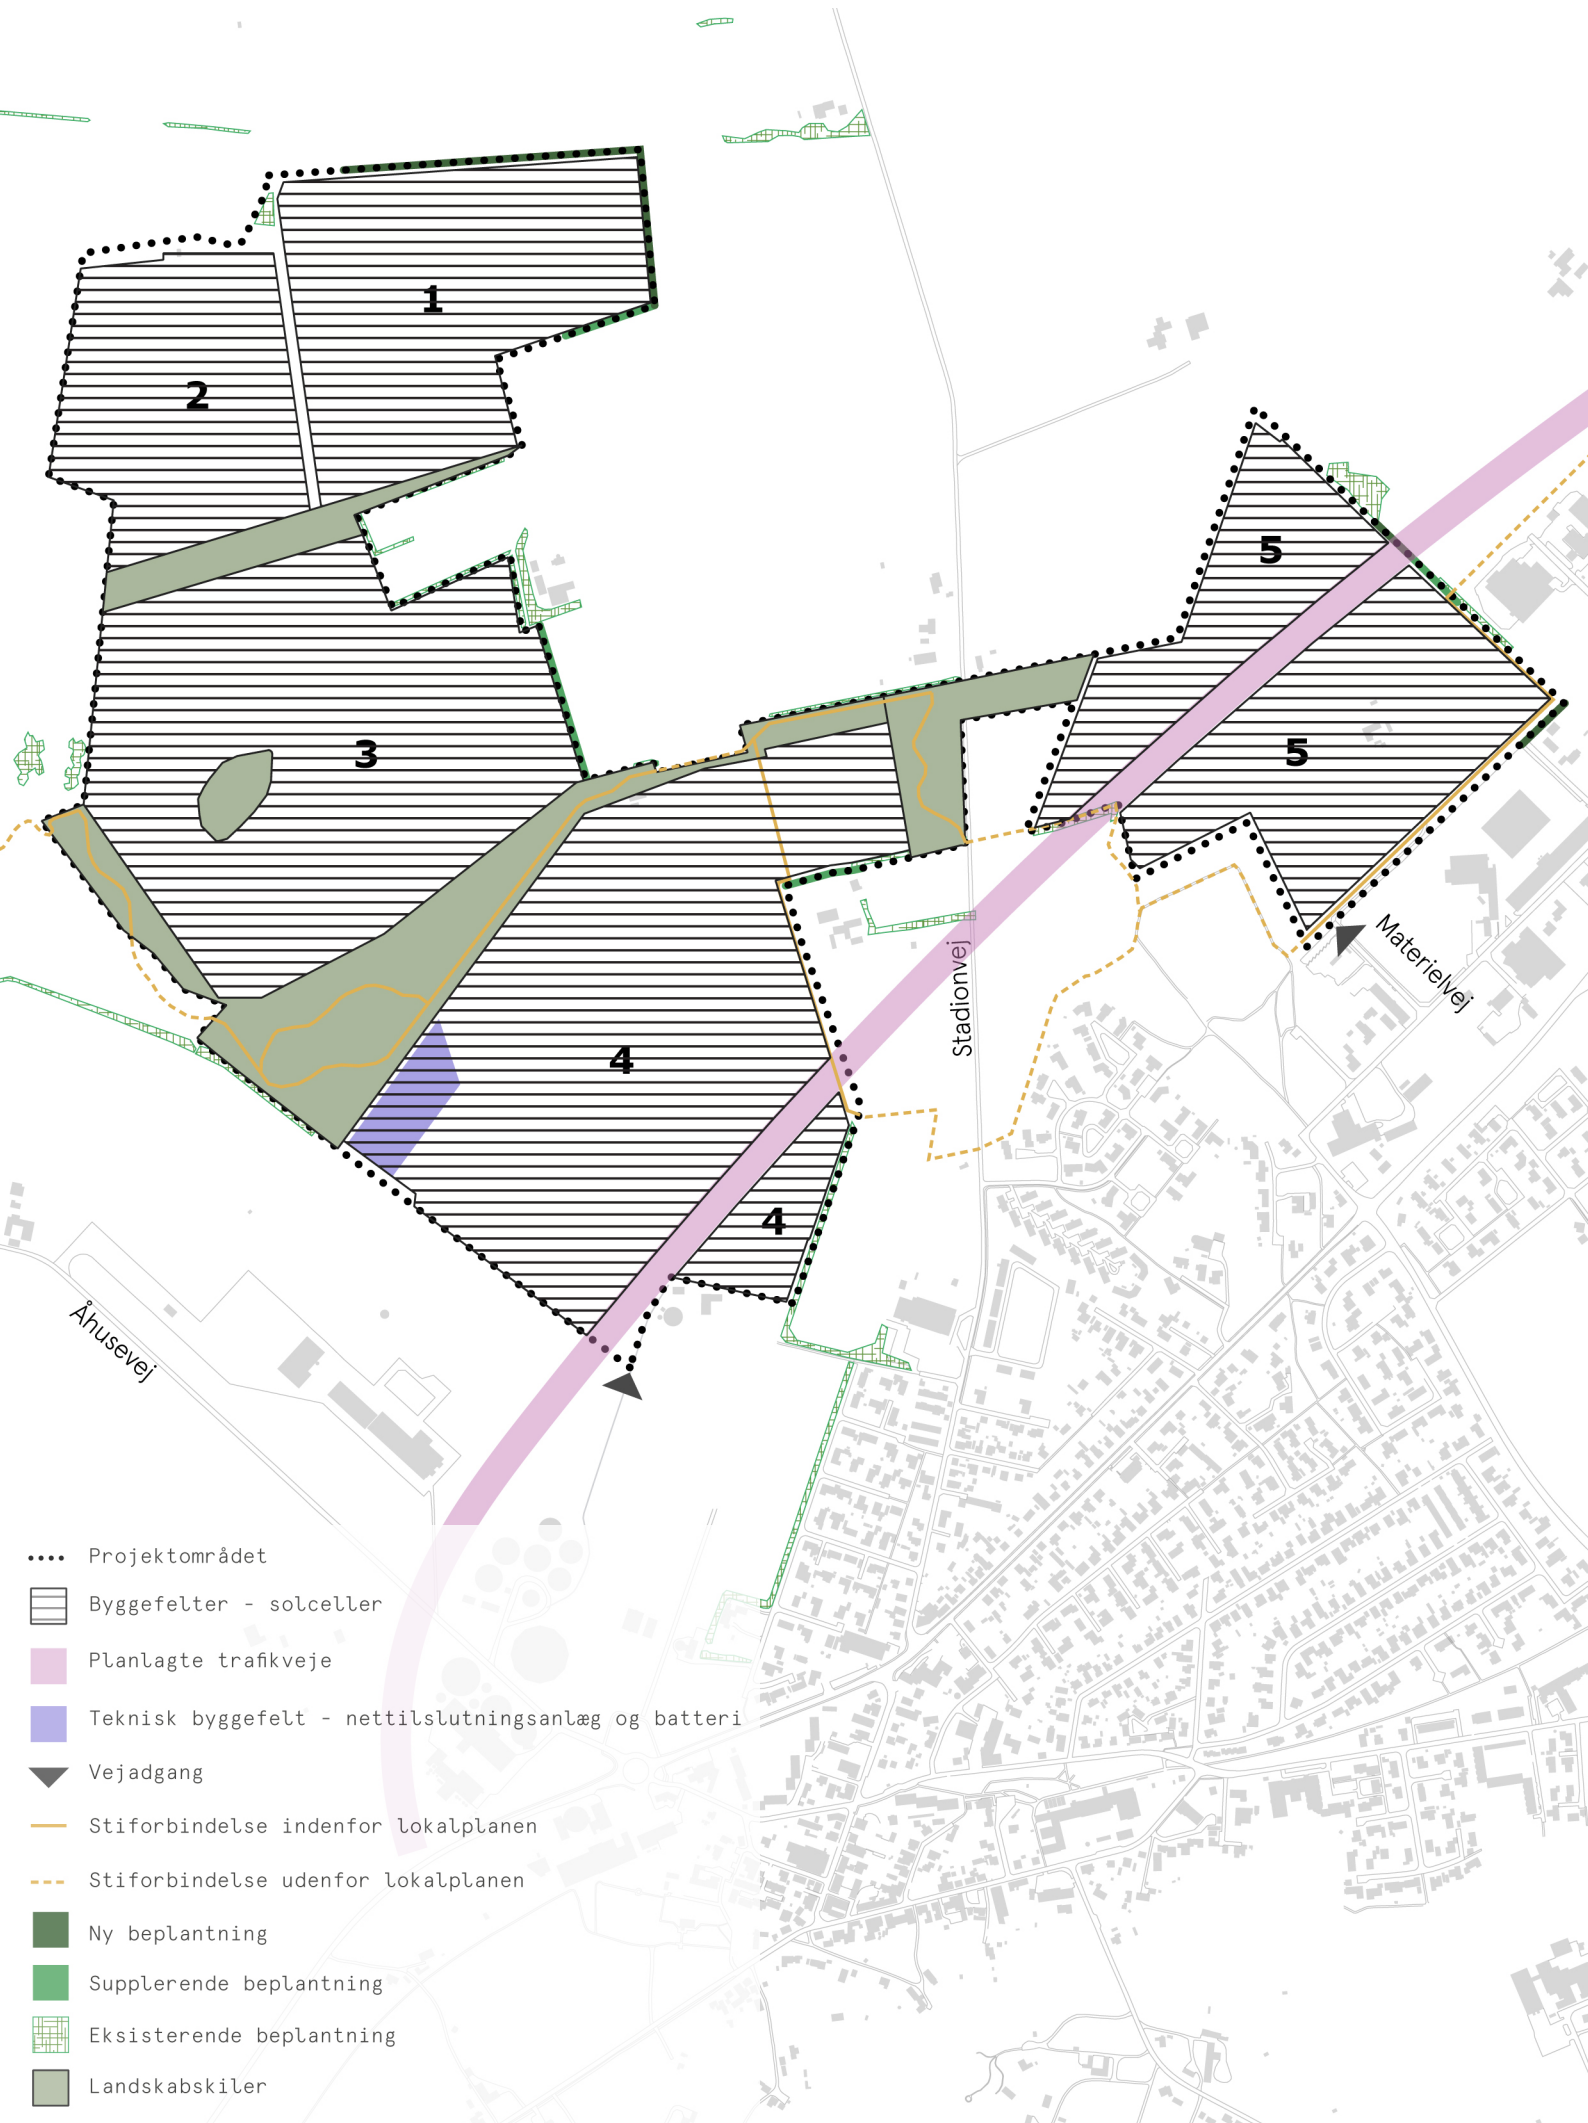 1
2
5
3
5
Materielvej
Stadionvej
4
4
Åhusevej
Projektområdet
Byggefelter - solceller
Planlagte trafikveje
Teknisk byggefelt - nettilslutningsanlæg og batteri
Vejadgang
Stiforbindelse indenfor lokalplanen
Stiforbindelse udenfor lokalplanen
Ny beplantning
Supplerende beplantning
Eksisterende beplantning
Landskabskiler